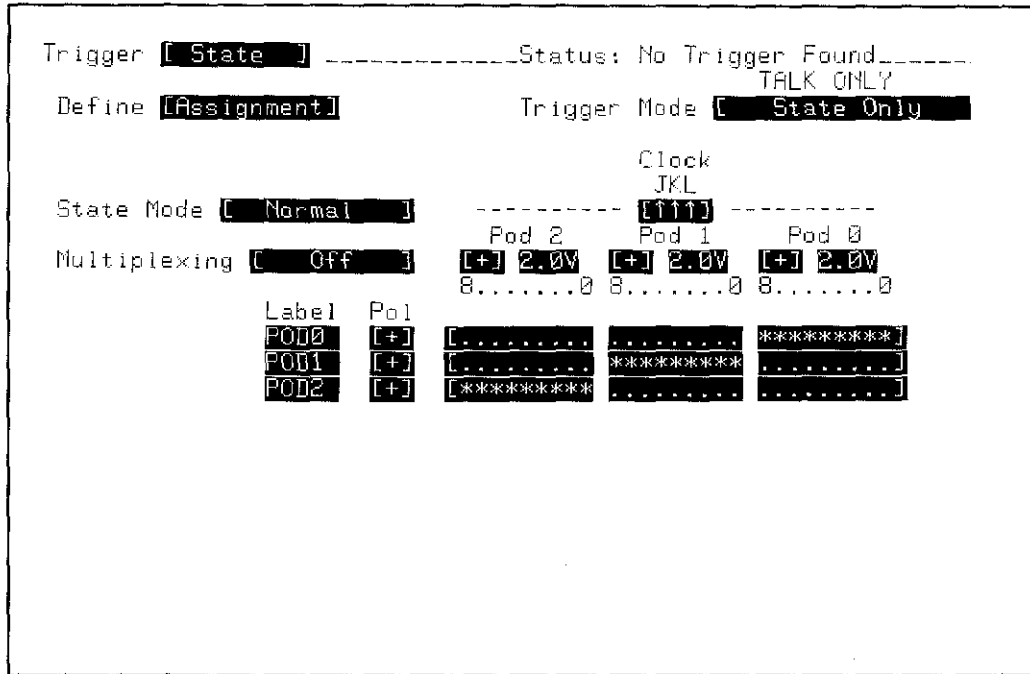 Trigger [ State ] ______________Status: No Trigger Found_______
TALK ONLY
Define [Assignment] Trigger Mode [ State Only
Clock
JKL
State Mode [ Normal ] ---------- [↑↑↑] ----------
Pod 2 Pod 1 Pod 0
Multiplexing [ Off ] [+] 2.0V [+] 2.0V [+] 2.0V
8.......0 8.......0 8.......0
Label Pol
POD0 [+] [......... ......... *********]
POD1 [+] [......... ********* .........]
POD2 [+] [********* ......... .........]